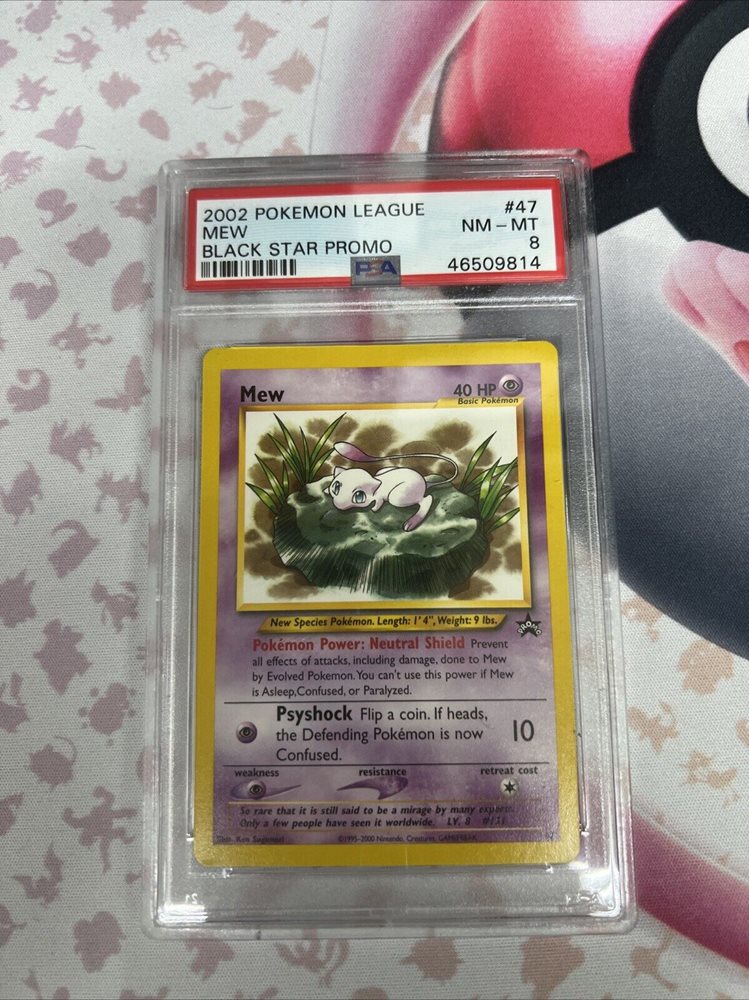 2002 POKEMON LEAGUE #47
MEW NM - MT
BLACK STAR PROMO 8
PSA 46509814
Mew 40 HP
Basic Pokémon
New Species Pokémon. Length: 1' 4", Weight: 9 lbs.
PROMO
Pokémon Power: Neutral Shield Prevent
all effects of attacks, including damage, done to Mew
by Evolved Pokemon. You can't use this power if Mew
is Asleep, Confused, or Paralyzed.
Psyshock Flip a coin. If heads,
the Defending Pokémon is now 10
Confused.
weakness resistance retreat cost
So rare that it is still said to be a mirage by many experts.
Only a few people have seen it worldwide. LV. 8 #151
Illus. Ken Sugimori ©1995-2000 Nintendo, Creatures, GAMEFREAK.